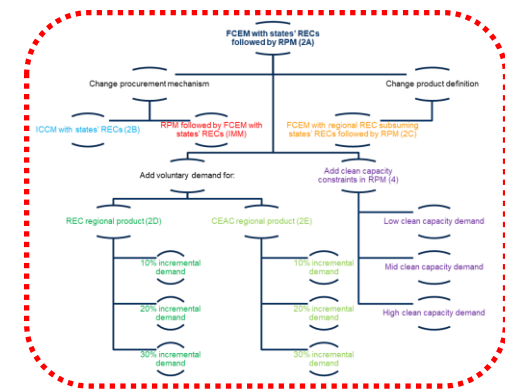 FCEM with states' RECs
followed by RPM (2A)
Change procurement mechanism
Change product definition
ICCM with states' RECs (2B)
RPM followed by FCEM with
states' RECs (IMM)
FCEM with regional REC subsuming
states' RECs followed by RPM (2C)
Add voluntary demand for:
Add clean capacity
constraints in RPM (4)
REC regional product (2D)
CEAC regional product (2E)
Low clean capacity demand
10% incremental
demand
10% incremental
demand
Mid clean capacity demand
20% incremental
demand
20% incremental
demand
High clean capacity demand
30% incremental
demand
30% incremental
demand